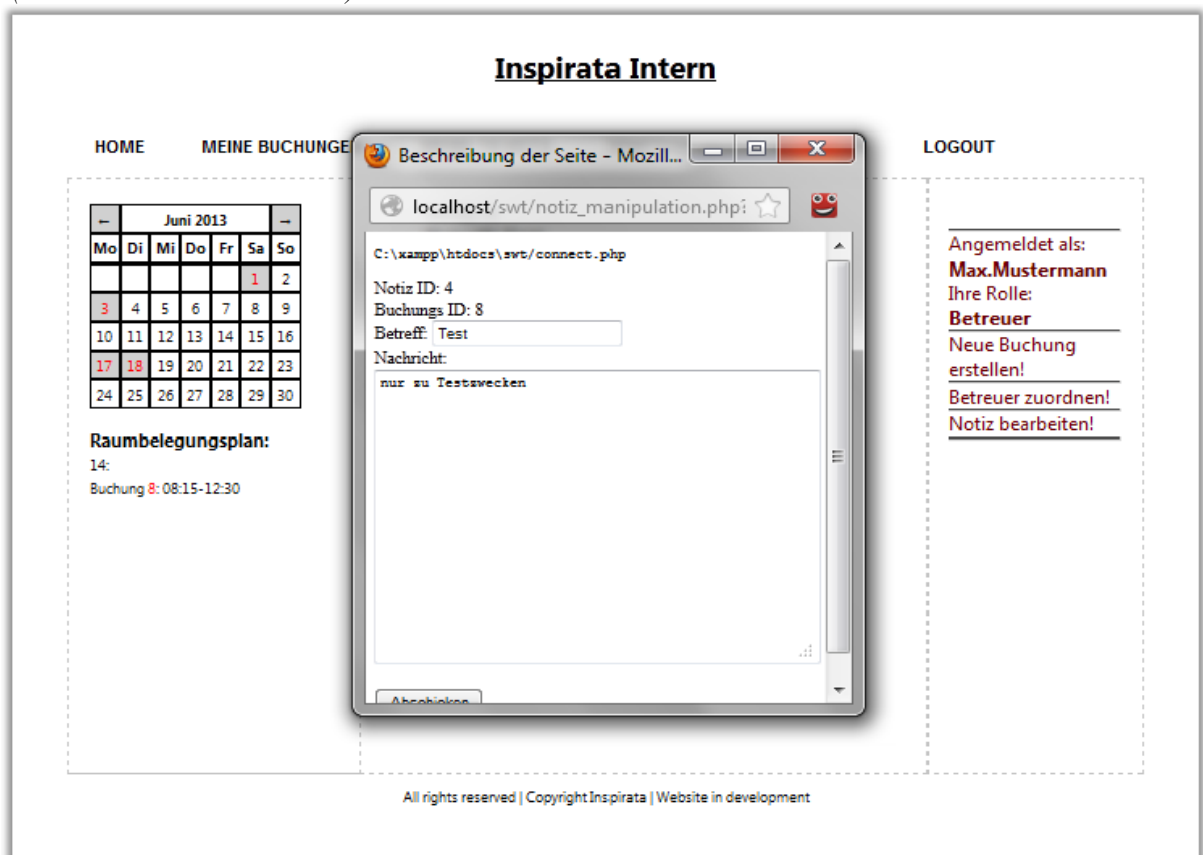 Inspirata Intern
HOME MEINE BUCHUNGE LOGOUT
← Juni 2013 →
Mo Di Mi Do Fr Sa So
1 2
3 4 5 6 7 8 9
10 11 12 13 14 15 16
17 18 19 20 21 22 23
24 25 26 27 28 29 30
Raumbelegungsplan:
14:
Buchung 8: 08:15-12:30
Beschreibung der Seite - Mozill...
localhost/swt/notiz_manipulation.php?
C:\xampp\htdocs\swt/connect.php
Notiz ID: 4
Buchungs ID: 8
Betreff: Test
Nachricht:
nur zu Testzwecken
Abschicken
Angemeldet als:
Max.Mustermann
Ihre Rolle:
Betreuer
Neue Buchung
erstellen!
Betreuer zuordnen!
Notiz bearbeiten!
All rights reserved | Copyright Inspirata | Website in development